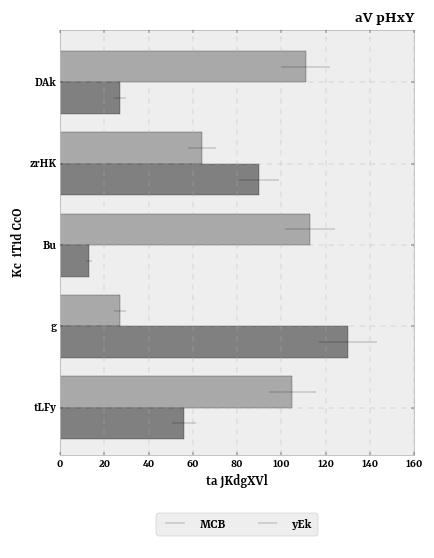 aV pHxY
Kc iTld CcO
DAk
zrHK
Bu
g
tLFy
0 20 40 60 80 100 120 140 160
ta jKdgXVl
MCB yEk